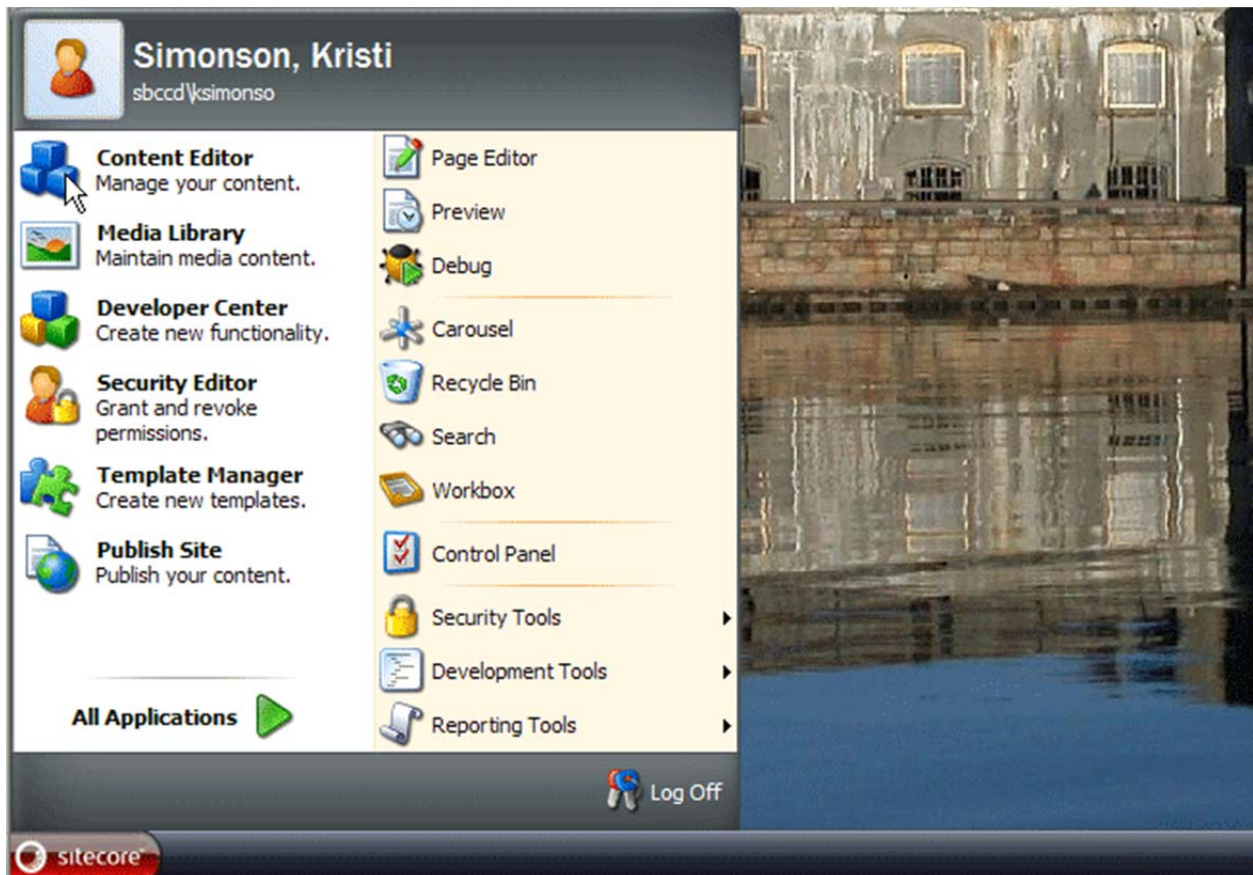 Simonson, Kristi
sbccd\ksimonso
Content Editor
Manage your content.
Media Library
Maintain media content.
Developer Center
Create new functionality.
Security Editor
Grant and revoke
permissions.
Template Manager
Create new templates.
Publish Site
Publish your content.
All Applications
Page Editor
Preview
Debug
Carousel
Recycle Bin
Search
Workbox
Control Panel
Security Tools
Development Tools
Reporting Tools
Log Off
sitecore